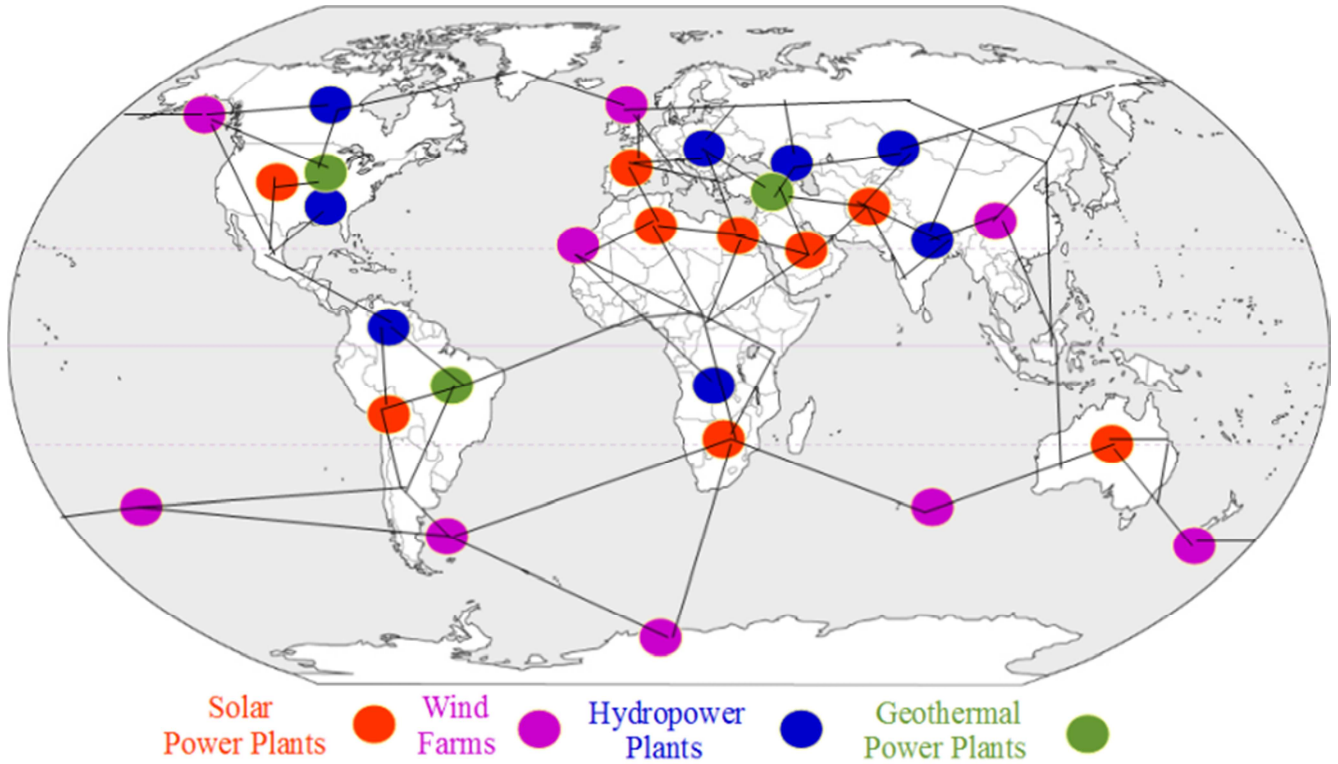 Solar
Power Plants
Wind
Farms
Hydropower
Plants
Geothermal
Power Plants